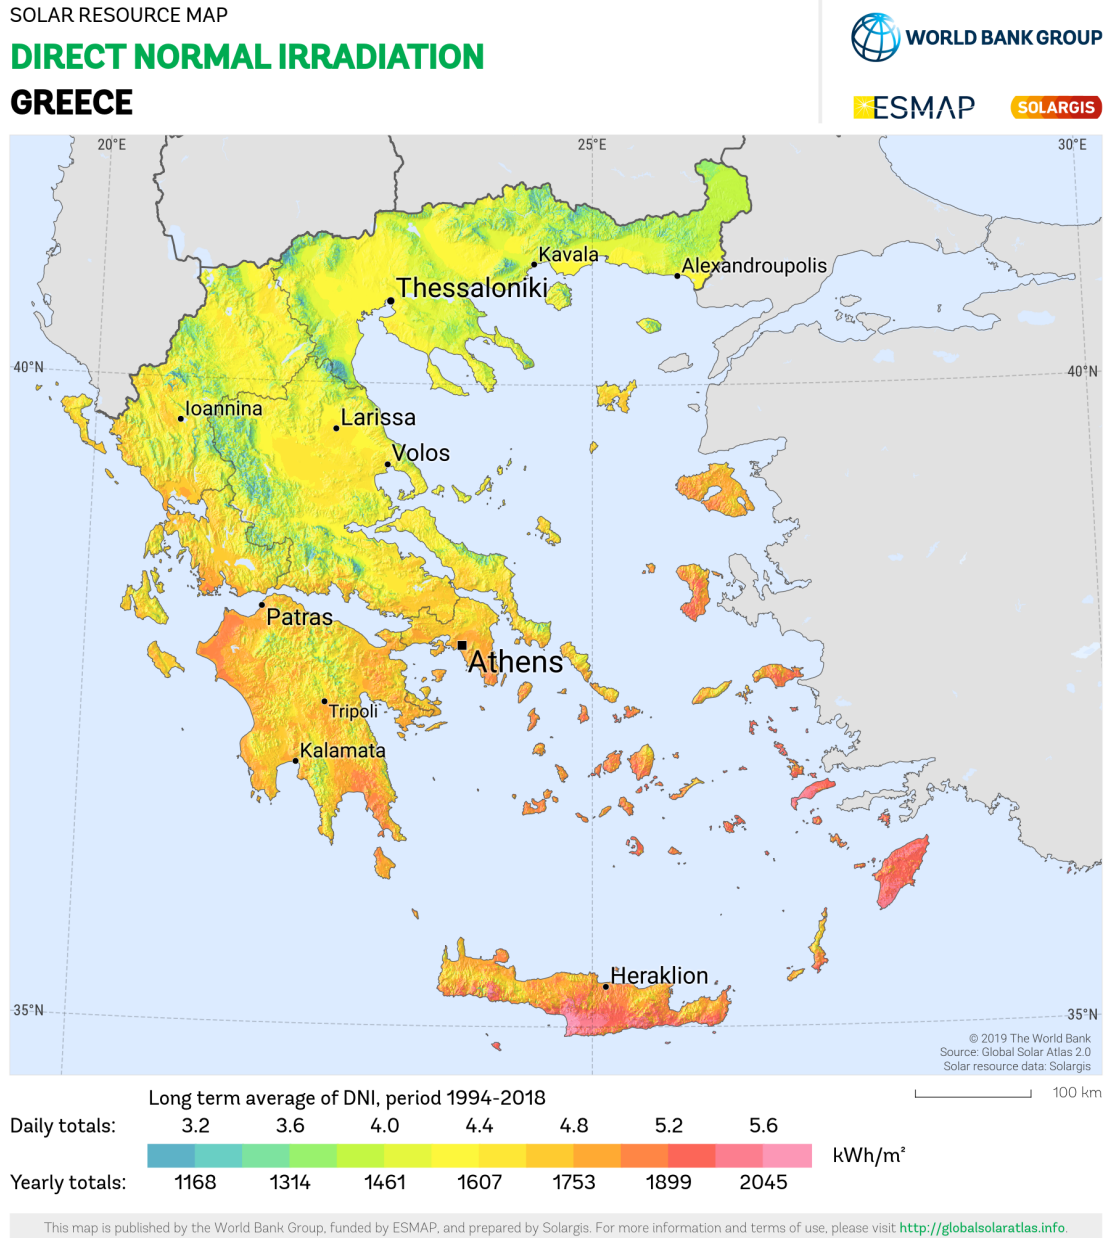 SOLAR RESOURCE MAP
DIRECT NORMAL IRRADIATION
GREECE
WORLD BANK GROUP
ESMAP
SOLARGIS
20°E
25°E
30°E
Kavala
Alexandroupolis
Thessaloniki
40°N
40°N
Ioannina
Larissa
Volos
Patras
Athens
Tripoli
Kalamata
Heraklion
35°N
35°N
© 2019 The World Bank
Source: Global Solar Atlas 2.0
Solar resource data: Solargis
100 km
Long term average of DNI, period 1994-2018
Daily totals: 3.2 3.6 4.0 4.4 4.8 5.2 5.6
kWh/m²
Yearly totals: 1168 1314 1461 1607 1753 1899 2045
This map is published by the World Bank Group, funded by ESMAP, and prepared by Solargis. For more information and terms of use, please visit http://globalsolaratlas.info.